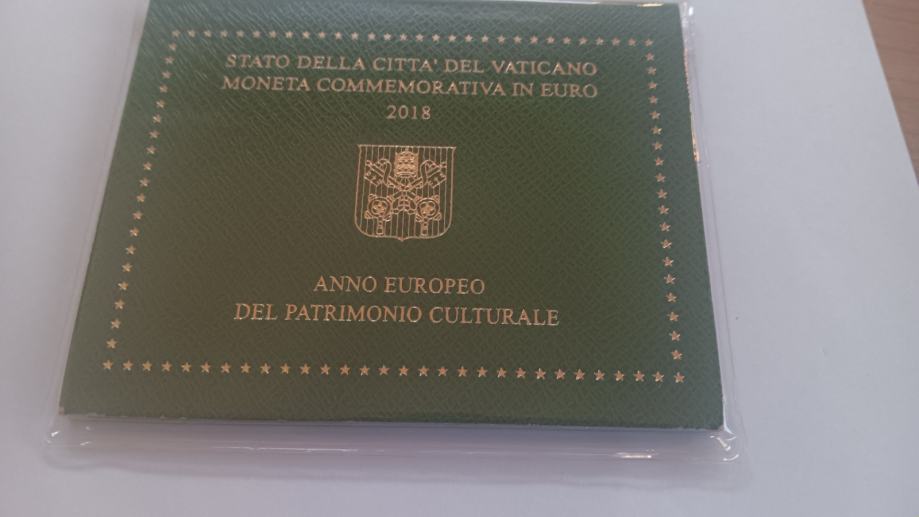 STATO DELLA CITTA' DEL VATICANO
MONETA COMMEMORATIVA IN EURO
2018
ANNO EUROPEO
DEL PATRIMONIO CULTURALE